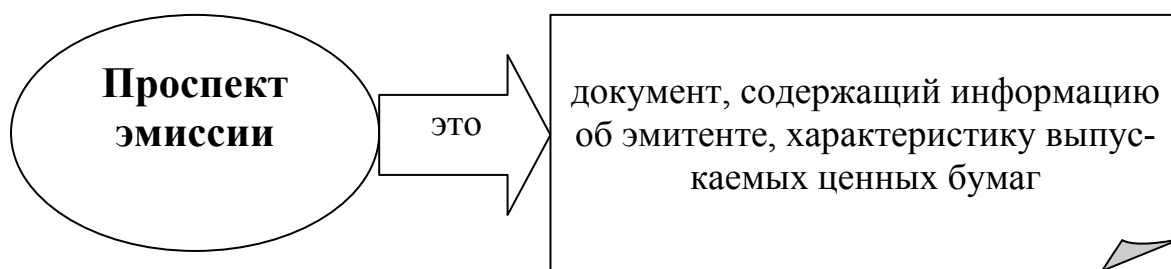 Проспект
эмиссии
это
документ, содержащий информацию
об эмитенте, характеристику выпус-
каемых ценных бумаг